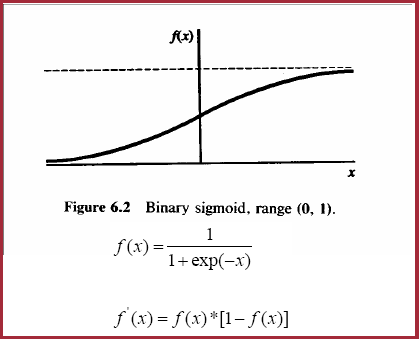 f(x)
x
Figure 6.2 Binary sigmoid, range (0, 1).
f(x) = 1 / 1 + exp(−x)
f'(x) = f(x) * [1 − f(x)]